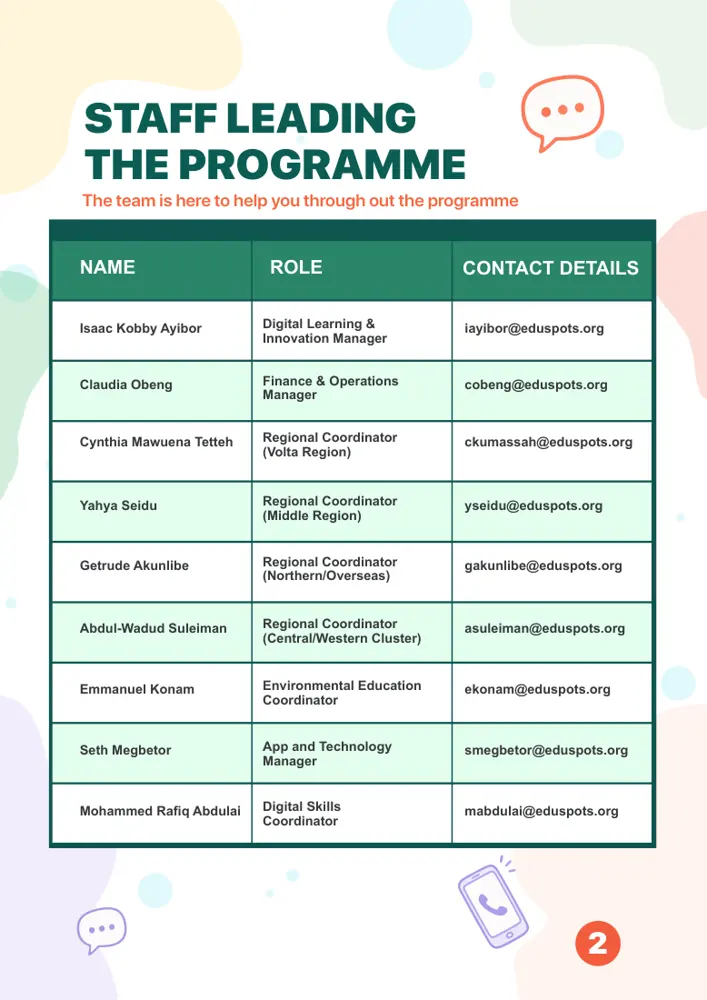 STAFF LEADING
THE PROGRAMME
The team is here to help you through out the programme
NAME ROLE CONTACT DETAILS
Isaac Kobby Ayibor Digital Learning & iayibor@eduspots.org
Innovation Manager
Claudia Obeng Finance & Operations cobeng@eduspots.org
Manager
Cynthia Mawuena Tetteh Regional Coordinator ckumassah@eduspots.org
(Volta Region)
Yahya Seidu Regional Coordinator yseidu@eduspots.org
(Middle Region)
Getrude Akunlibe Regional Coordinator gakunlibe@eduspots.org
(Northern/Overseas)
Abdul-Wadud Suleiman Regional Coordinator asuleiman@eduspots.org
(Central/Western Cluster)
Emmanuel Konam Environmental Education ekonam@eduspots.org
Coordinator
Seth Megbetor App and Technology smegbetor@eduspots.org
Manager
Mohammed Rafiq Abdulai Digital Skills mabdulai@eduspots.org
Coordinator
2